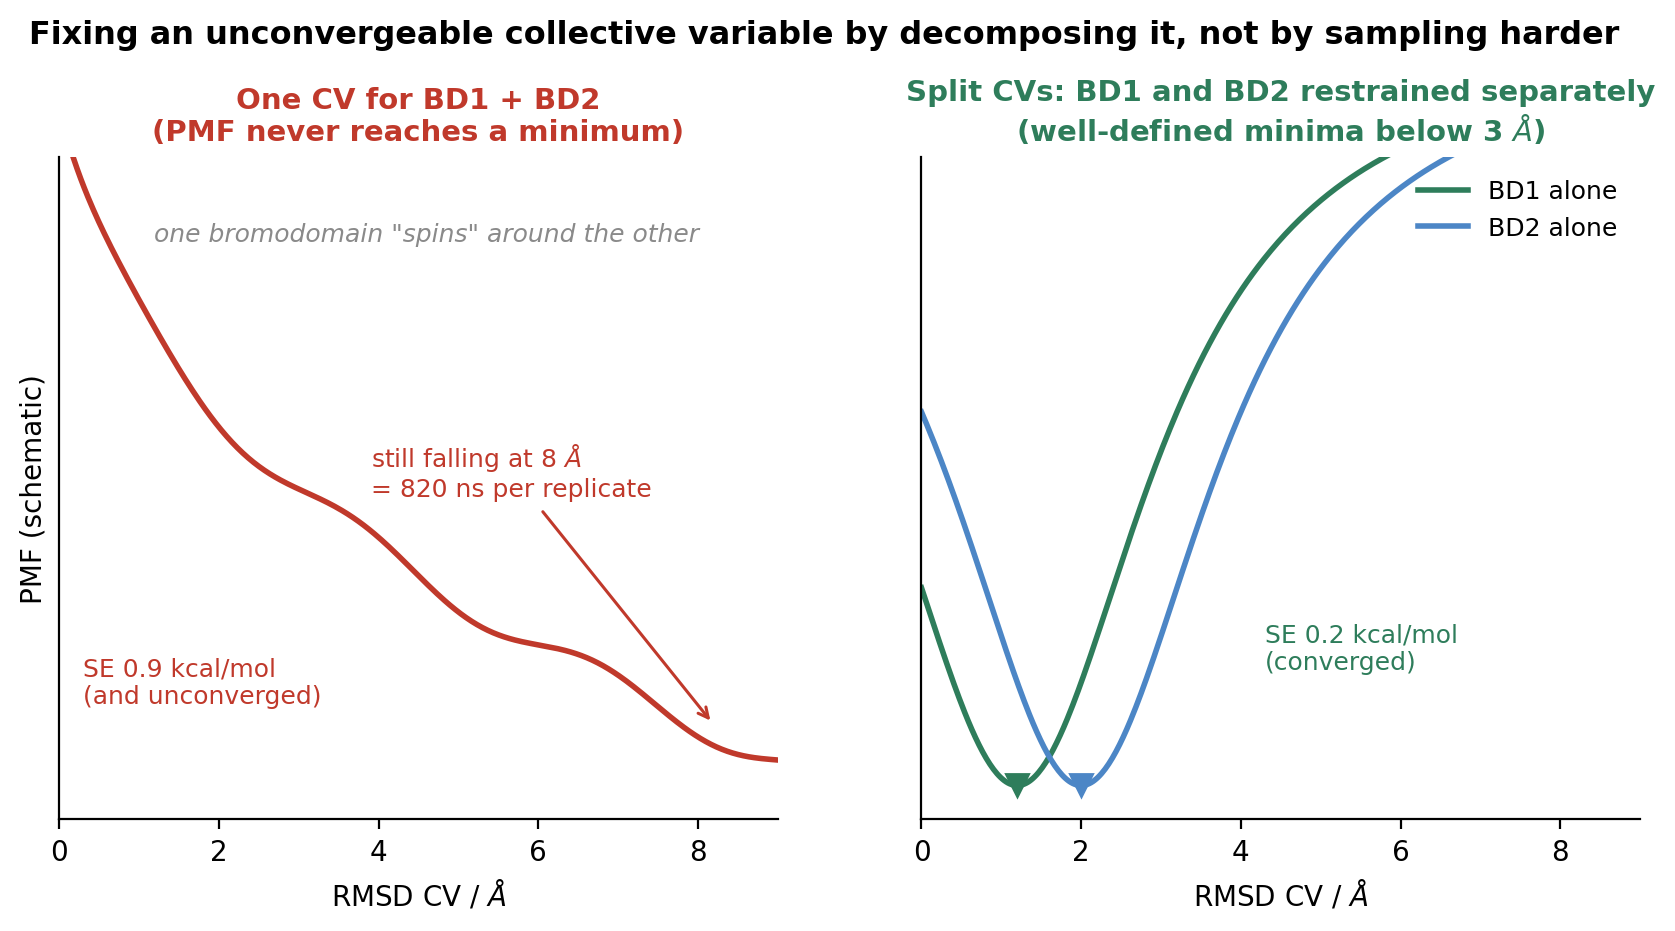 Fixing an unconvergeable collective variable by decomposing it, not by sampling harder
One CV for BD1 + BD2
(PMF never reaches a minimum)
one bromodomain "spins" around the other
still falling at 8 Å
= 820 ns per replicate
SE 0.9 kcal/mol
(and unconverged)
PMF (schematic)
0 2 4 6 8
RMSD CV / Å
Split CVs: BD1 and BD2 restrained separately
(well-defined minima below 3 Å)
BD1 alone
BD2 alone
SE 0.2 kcal/mol
(converged)
0 2 4 6 8
RMSD CV / Å